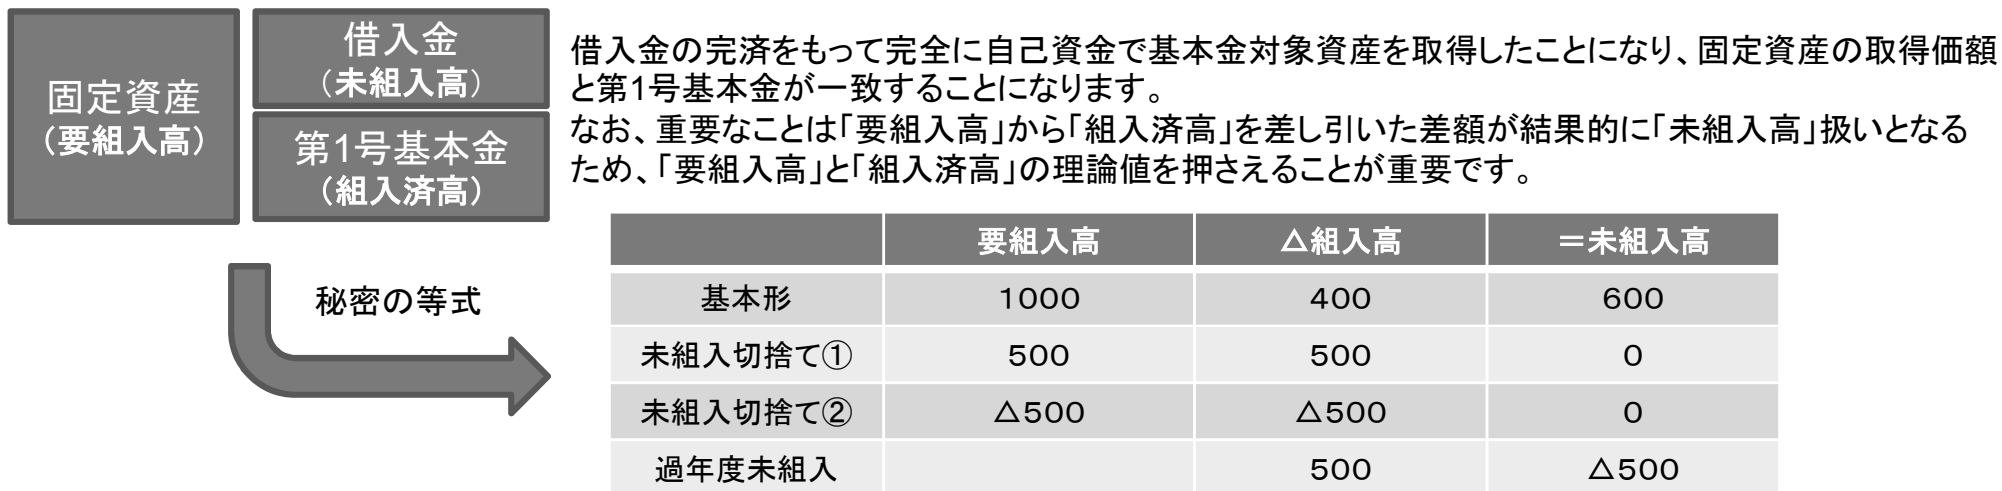 固定資産
（要組入高）
借入金
（未組入高）
第1号基本金
（組入済高）
借入金の完済をもって完全に自己資金で基本金対象資産を取得したことになり、固定資産の取得価額
と第1号基本金が一致することになります。
なお、重要なことは「要組入高」から「組入済高」を差し引いた差額が結果的に「未組入高」扱いとなる
ため、「要組入高」と「組入済高」の理論値を押さえることが重要です。
秘密の等式
要組入高 △組入高 ＝未組入高
基本形 1000 400 600
未組入切捨て① 500 500 0
未組入切捨て② △500 △500 0
過年度未組入 500 △500